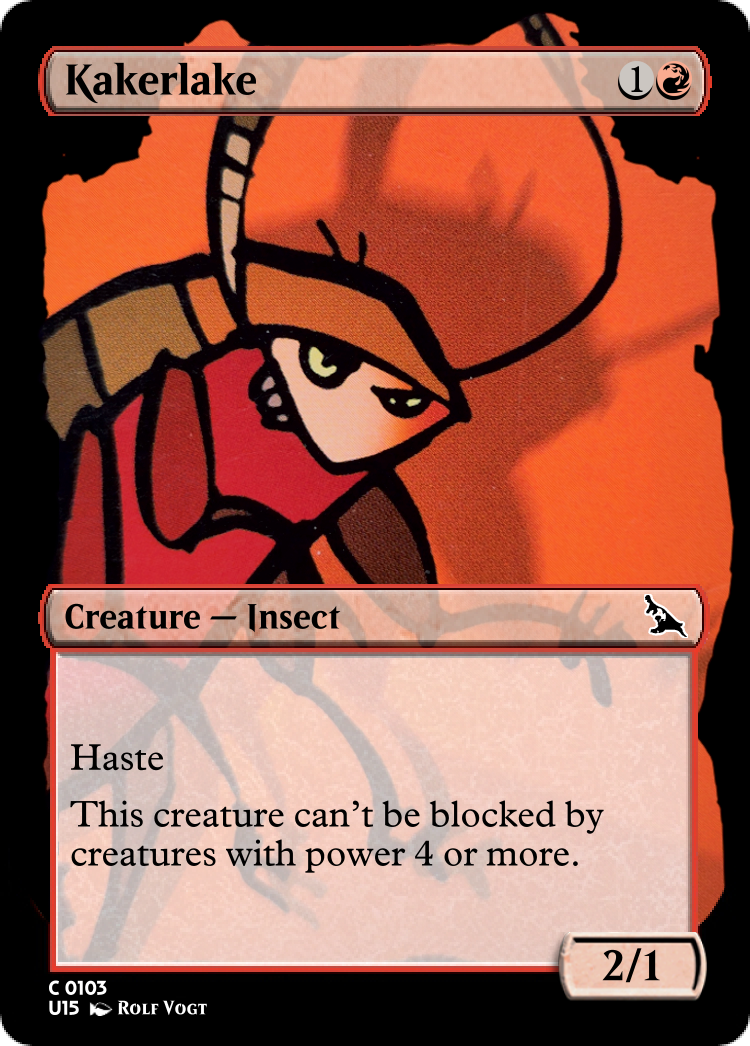 Kakerlake 1
Creature — Insect
Haste
This creature can't be blocked by
creatures with power 4 or more.
2/1
C 0103
U15 Rolf Vogt